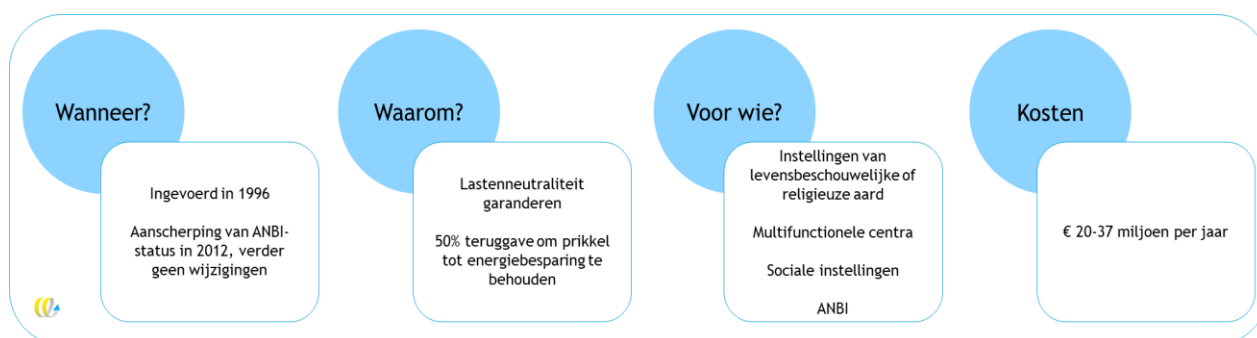 Wanneer?
Ingevoerd in 1996
Aanscherping van ANBI-
status in 2012, verder
geen wijzigingen
Waarom?
Lastenneutraliteit
garanderen
50% teruggave om prikkel
tot energiebesparing te
behouden
Voor wie?
Instellingen van
levensbeschouwelijke of
religieuze aard
Multifunctionele centra
Sociale instellingen
ANBI
Kosten
€ 20-37 miljoen per jaar